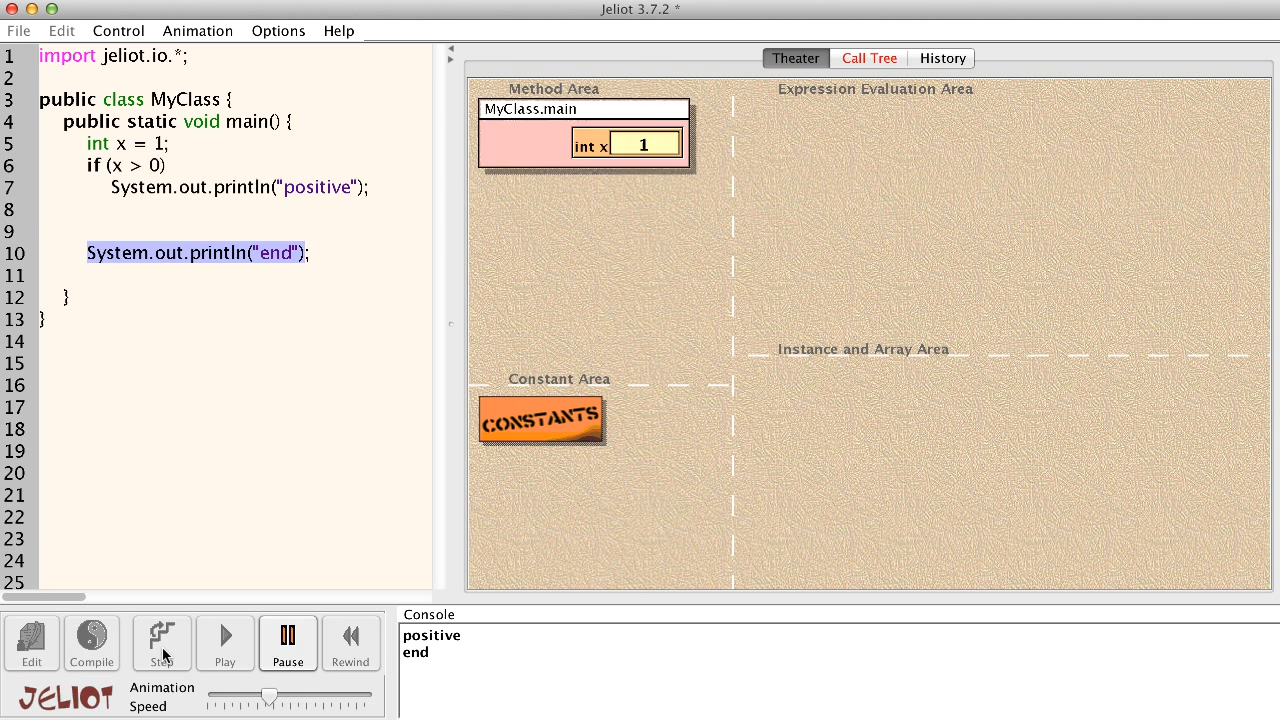 Jeliot 3.7.2 *
File Edit Control Animation Options Help
1 import jeliot.io.*;
2
3 public class MyClass {
4 public static void main() {
5 int x = 1;
6 if (x > 0)
7 System.out.println("positive");
8
9
10 System.out.println("end");
11
12 }
13 }
14
15
16
17
18
19
20
21
22
23
24
25
Theater Call Tree History
Method Area
MyClass.main
int x 1
Expression Evaluation Area
Instance and Array Area
Constant Area
CONSTANTS
Edit Compile Step Play Pause Rewind
JELIOT
Animation
Speed
Console
positive
end